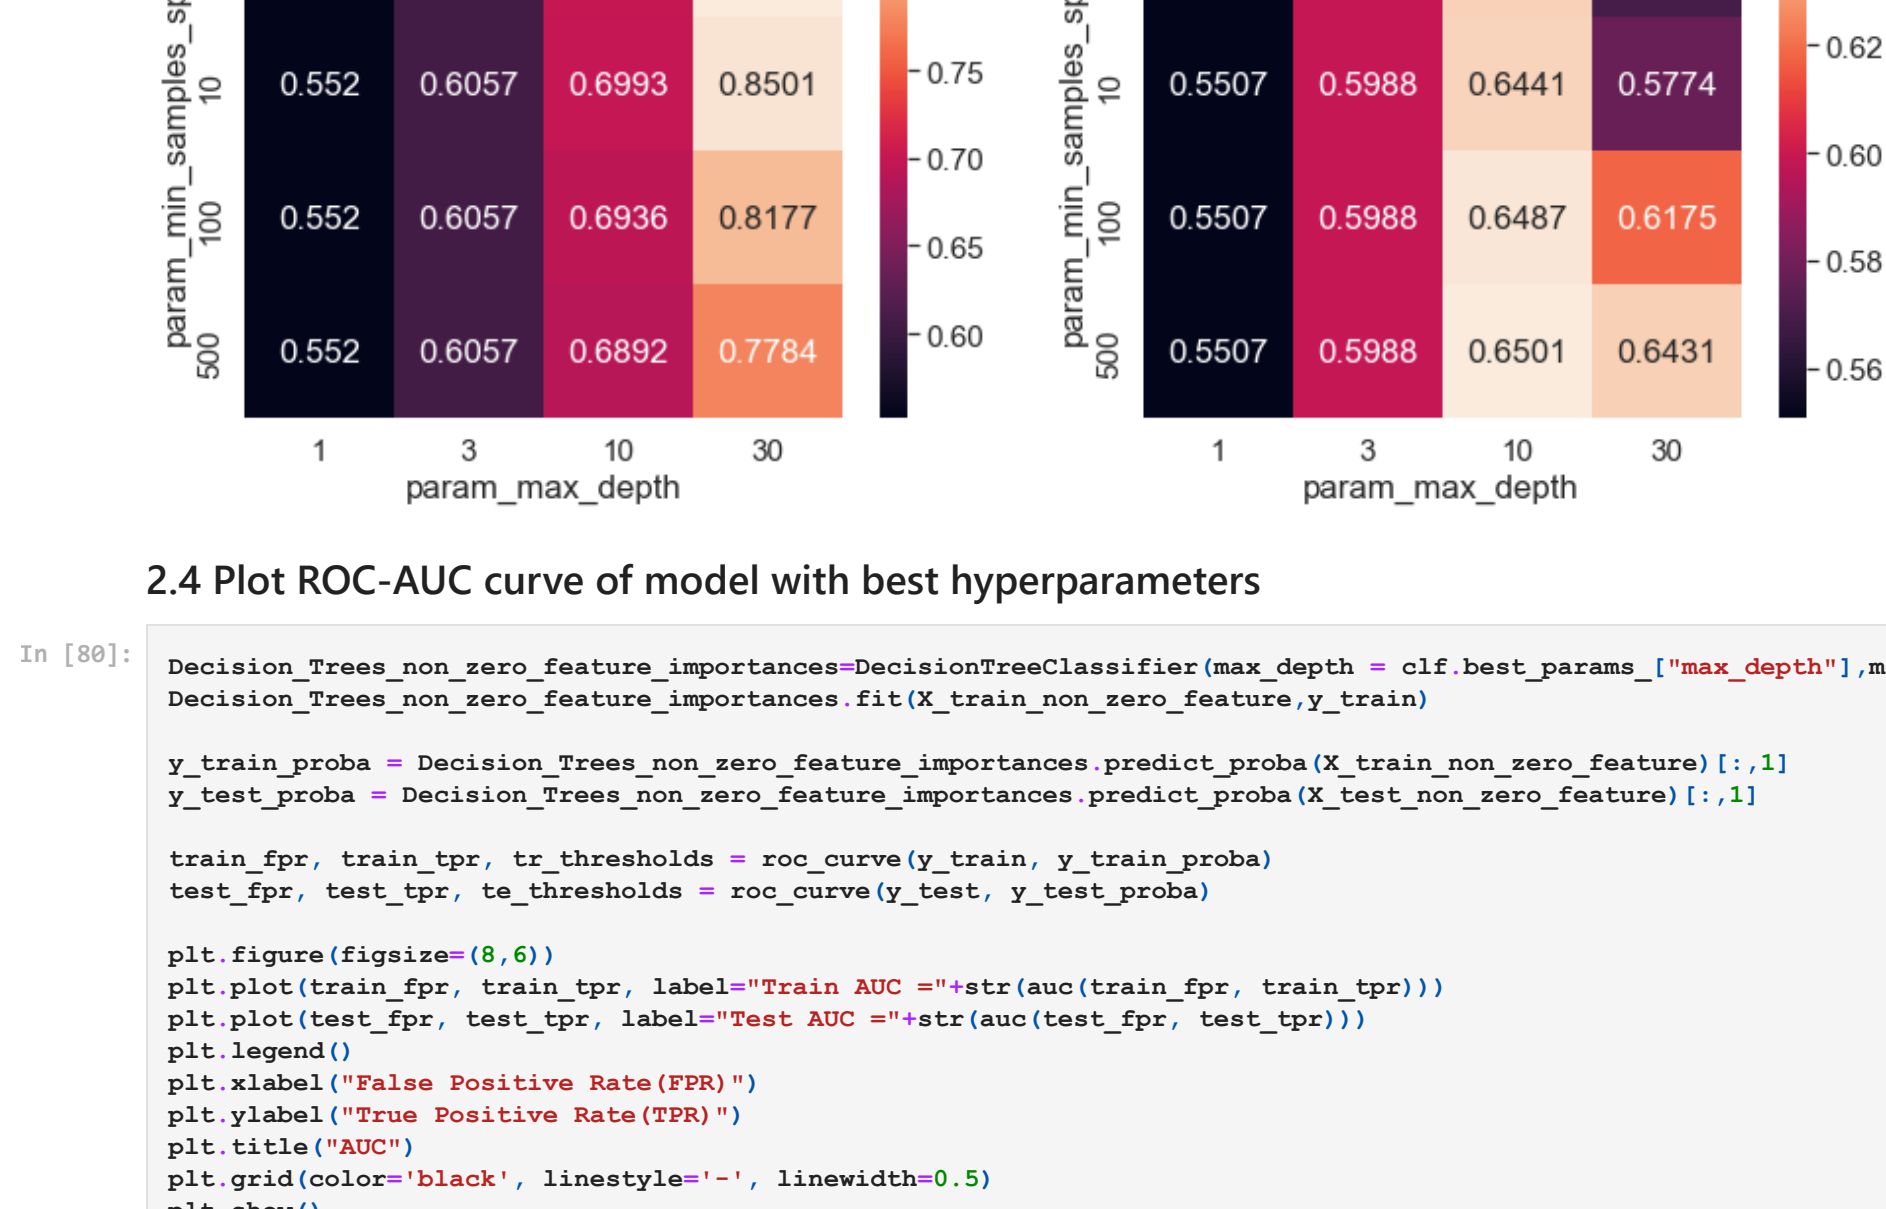 param_min_samples_sp
10
0.552 0.6057 0.6993 0.8501
100
0.552 0.6057 0.6936 0.8177
500
0.552 0.6057 0.6892 0.7784
1 3 10 30
param_max_depth
0.75
0.70
0.65
0.60
param_min_samples_sp
10
0.5507 0.5988 0.6441 0.5774
100
0.5507 0.5988 0.6487 0.6175
500
0.5507 0.5988 0.6501 0.6431
1 3 10 30
param_max_depth
0.62
0.60
0.58
0.56
2.4 Plot ROC-AUC curve of model with best hyperparameters
In [80]:
Decision_Trees_non_zero_feature_importances=DecisionTreeClassifier(max_depth = clf.best_params_["max_depth"],m
Decision_Trees_non_zero_feature_importances.fit(X_train_non_zero_feature,y_train)
y_train_proba = Decision_Trees_non_zero_feature_importances.predict_proba(X_train_non_zero_feature)[:,1]
y_test_proba = Decision_Trees_non_zero_feature_importances.predict_proba(X_test_non_zero_feature)[:,1]
train_fpr, train_tpr, tr_thresholds = roc_curve(y_train, y_train_proba)
test_fpr, test_tpr, te_thresholds = roc_curve(y_test, y_test_proba)
plt.figure(figsize=(8,6))
plt.plot(train_fpr, train_tpr, label="Train AUC ="+str(auc(train_fpr, train_tpr)))
plt.plot(test_fpr, test_tpr, label="Test AUC ="+str(auc(test_fpr, test_tpr)))
plt.legend()
plt.xlabel("False Positive Rate(FPR)")
plt.ylabel("True Positive Rate(TPR)")
plt.title("AUC")
plt.grid(color='black', linestyle='-', linewidth=0.5)
plt.show()